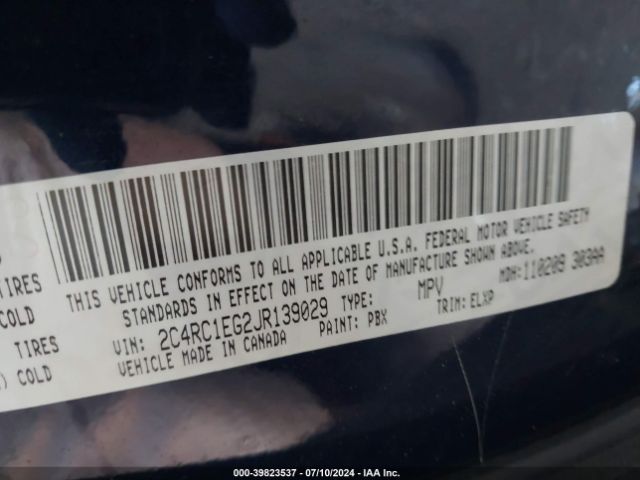 THIS VEHICLE CONFORMS TO ALL APPLICABLE U.S.A. FEDERAL MOTOR VEHICLE SAFETY
STANDARDS IN EFFECT ON THE DATE OF MANUFACTURE SHOWN ABOVE.
VIN: 2C4RC1EG2JR139029 TYPE: MPV MDH: 110209 303AA
VEHICLE MADE IN CANADA PAINT: PBX TRIM: ELXP
TIRES
COLD
TIRES
) COLD
000-39823537 - 07/10/2024 - IAA Inc.